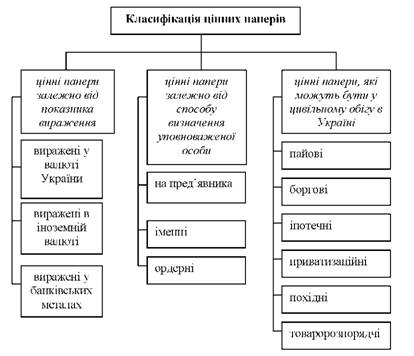 Класифікація цінних паперів
цінні папери
залежно від
показника
вираження
виражені у
валюті
України
виражені в
іноземній
валюті
виражені у
банківських
металах
цінні папери
залежно від
способу
визначення
уповноваженої
особи
на пред’явника
іменні
ордерні
цінні папери, які
можуть бути у
цивільному обігу в
Україні
пайові
боргові
іпотечні
приватизаційні
похідні
товаророзпорядчі